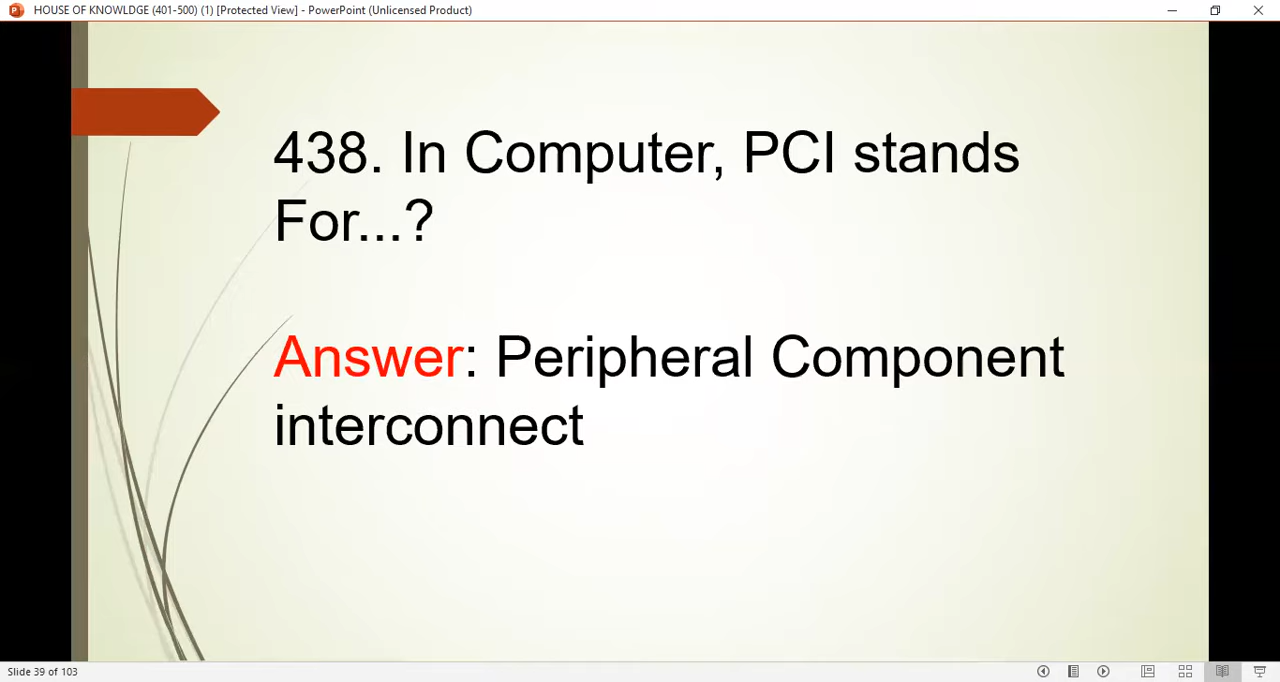 HOUSE OF KNOWLDGE (401-500) (1) [Protected View] - PowerPoint (Unlicensed Product)
438. In Computer, PCI stands
For...?
Answer: Peripheral Component
interconnect
Slide 39 of 103